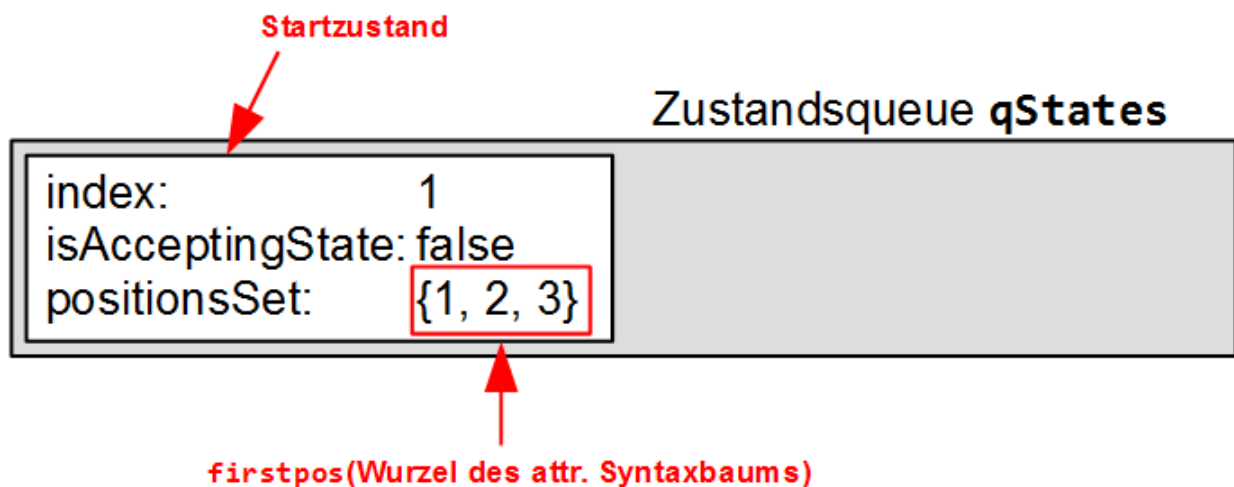 Startzustand
Zustandsqueue qStates
index: 1
isAcceptingState: false
positionsSet: {1, 2, 3}
firstpos(Wurzel des attr. Syntaxbaums)